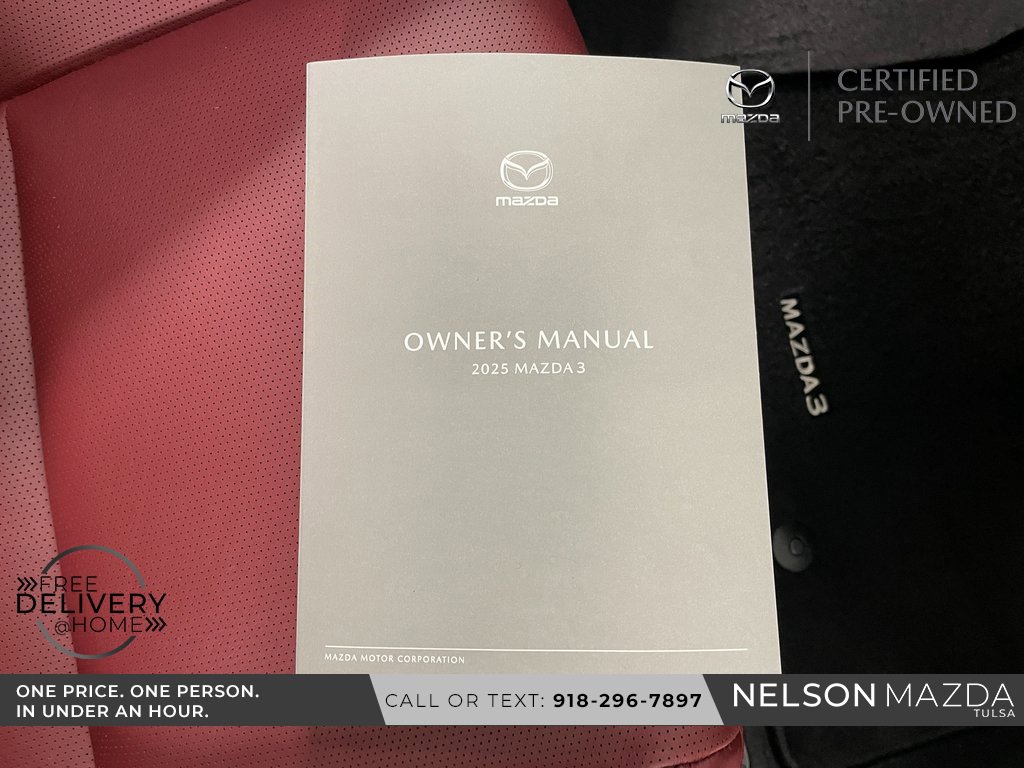 mazda
CERTIFIED
PRE-OWNED
mazda
OWNER'S MANUAL
2025 MAZDA 3
MAZDA3
MAZDA MOTOR CORPORATION
FREE
DELIVERY
@HOME
ONE PRICE. ONE PERSON.
IN UNDER AN HOUR.
CALL OR TEXT: 918-296-7897
NELSON MAZDA
TULSA